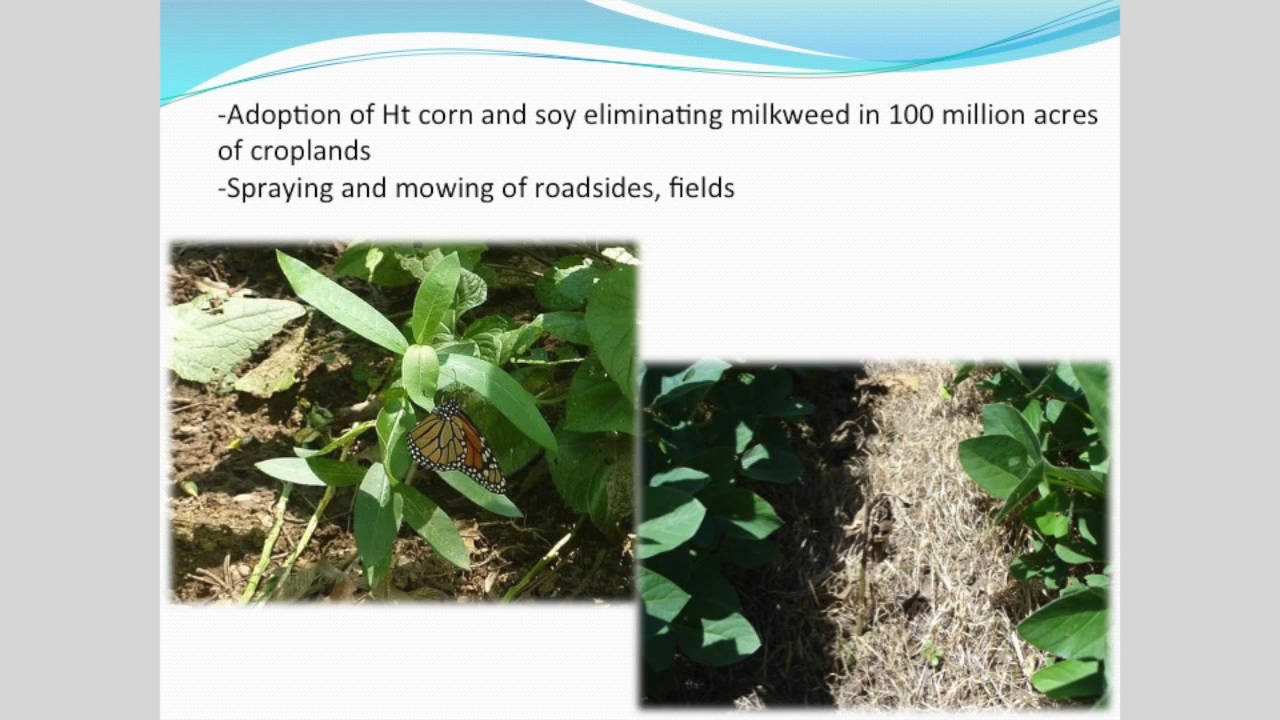 -Adoption of Ht corn and soy eliminating milkweed in 100 million acres
of croplands
-Spraying and mowing of roadsides, fields